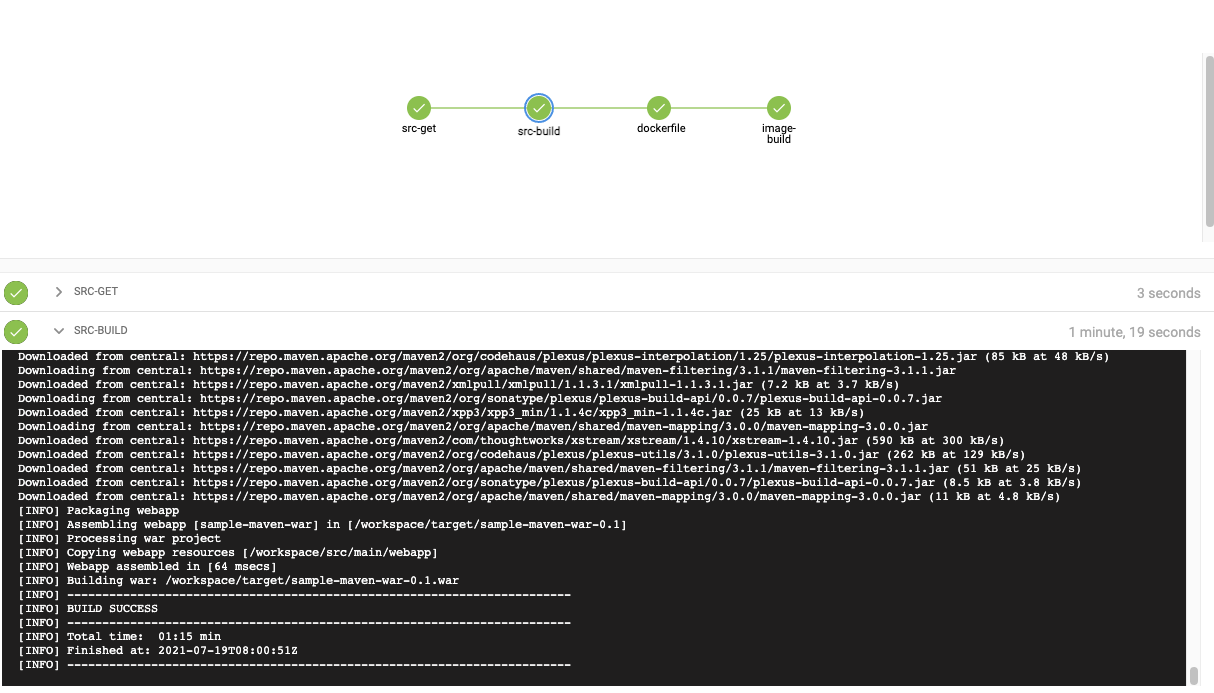 src-get
src-build
dockerfile
image-
build
SRC-GET
3 seconds
SRC-BUILD
1 minute, 19 seconds
Downloaded from central: https://repo.maven.apache.org/maven2/org/codehaus/plexus/plexus-interpolation/1.25/plexus-interpolation-1.25.jar (85 kB at 48 kB/s)
Downloading from central: https://repo.maven.apache.org/maven2/org/apache/maven/shared/maven-filtering/3.1.1/maven-filtering-3.1.1.jar
Downloaded from central: https://repo.maven.apache.org/maven2/xmlpull/xmlpull/1.1.3.1/xmlpull-1.1.3.1.jar (7.2 kB at 3.7 kB/s)
Downloading from central: https://repo.maven.apache.org/maven2/org/sonatype/plexus/plexus-build-api/0.0.7/plexus-build-api-0.0.7.jar
Downloaded from central: https://repo.maven.apache.org/maven2/xpp3/xpp3_min/1.1.4c/xpp3_min-1.1.4c.jar (25 kB at 13 kB/s)
Downloading from central: https://repo.maven.apache.org/maven2/org/apache/maven/shared/maven-mapping/3.0.0/maven-mapping-3.0.0.jar
Downloaded from central: https://repo.maven.apache.org/maven2/com/thoughtworks/xstream/xstream/1.4.10/xstream-1.4.10.jar (590 kB at 300 kB/s)
Downloaded from central: https://repo.maven.apache.org/maven2/org/codehaus/plexus/plexus-utils/3.1.0/plexus-utils-3.1.0.jar (262 kB at 129 kB/s)
Downloaded from central: https://repo.maven.apache.org/maven2/org/apache/maven/shared/maven-filtering/3.1.1/maven-filtering-3.1.1.jar (51 kB at 25 kB/s)
Downloaded from central: https://repo.maven.apache.org/maven2/org/sonatype/plexus/plexus-build-api/0.0.7/plexus-build-api-0.0.7.jar (8.5 kB at 3.8 kB/s)
Downloaded from central: https://repo.maven.apache.org/maven2/org/apache/maven/shared/maven-mapping/3.0.0/maven-mapping-3.0.0.jar (11 kB at 4.8 kB/s)
[INFO] Packaging webapp
[INFO] Assembling webapp [sample-maven-war] in [/workspace/target/sample-maven-war-0.1]
[INFO] Processing war project
[INFO] Copying webapp resources [/workspace/src/main/webapp]
[INFO] Webapp assembled in [64 msecs]
[INFO] Building war: /workspace/target/sample-maven-war-0.1.war
[INFO] ------------------------------------------------------------------------
[INFO] BUILD SUCCESS
[INFO] ------------------------------------------------------------------------
[INFO] Total time:  01:15 min
[INFO] Finished at: 2021-07-19T08:00:51Z
[INFO] ------------------------------------------------------------------------